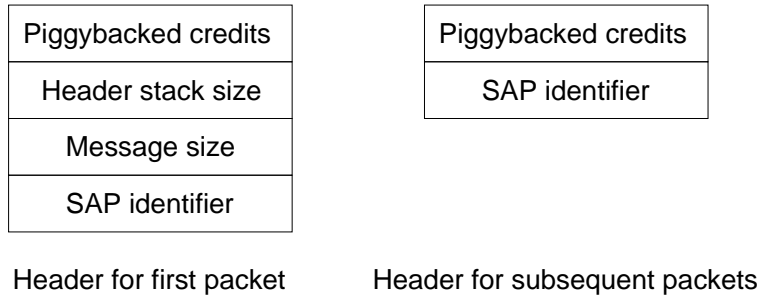 Piggybacked credits
Header stack size
Message size
SAP identifier
Header for first packet
Piggybacked credits
SAP identifier
Header for subsequent packets